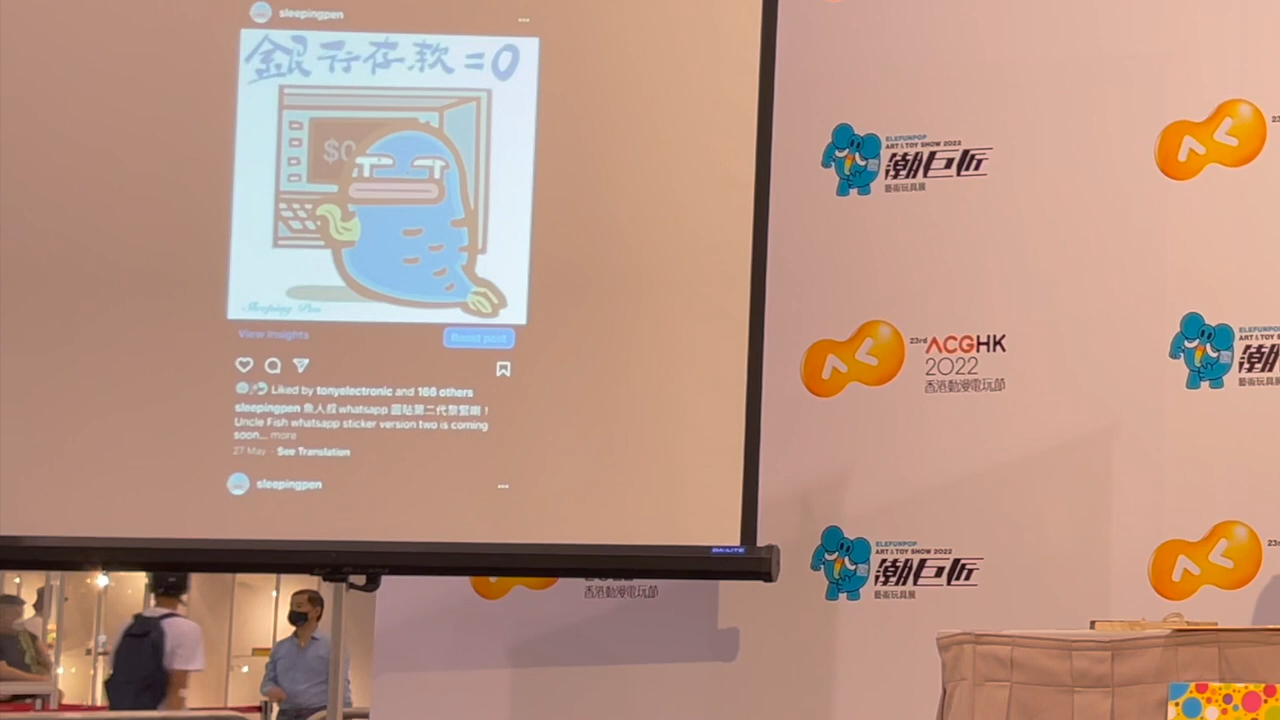 sleepingpen
銀行存款=0
$0
Sleeping Pen
View Insights
Boost post
Liked by tonyelectronic and 166 others
sleepingpen 魚人叔 whatsapp 圖貼第二代黎緊喇！
Uncle Fish whatsapp sticker version two is coming
soon... more
27 May · See Translation
sleepingpen
DA-LITE
ELEFUNPOP
ART & TOY SHOW 2022
潮巨匠
藝術玩具展
23
23rd ACGHK
2022
香港動漫電玩節
ELEFUNPOP
ART &
潮
藝術玩具展
香港動漫電玩節
ELEFUNPOP
ART & TOY SHOW 2022
潮巨匠
藝術玩具展
23